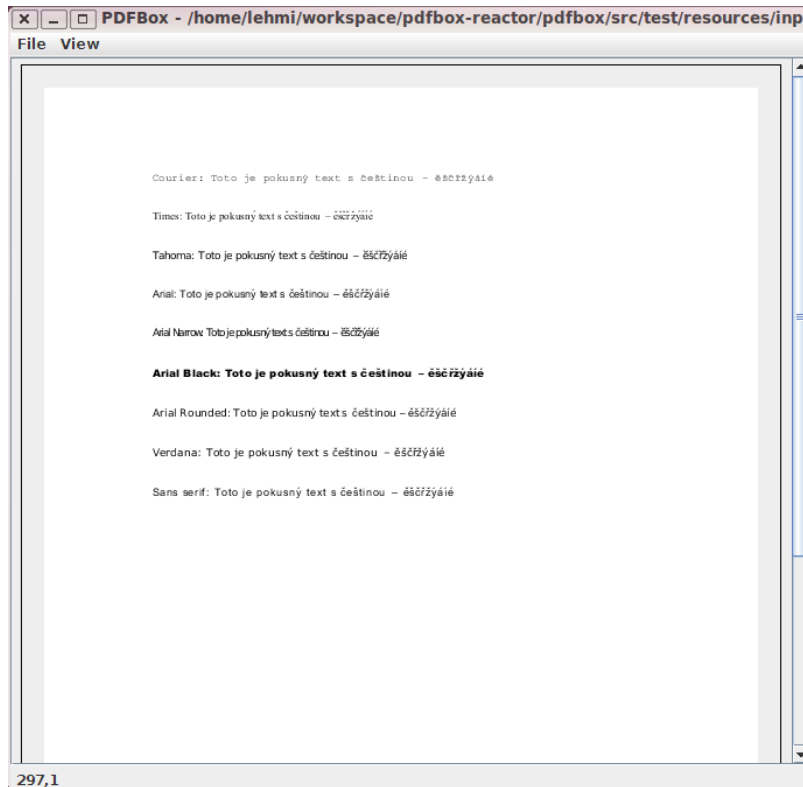 PDFBox - /home/lehmi/workspace/pdfbox-reactor/pdfbox/src/test/resources/inp
File View
Courier: Toto je pokusný text s češtinou – ěščřžýáíé
Times: Toto je pokusný text s češtinou – ěščřžýáíé
Tahoma: Toto je pokusný text s češtinou – ěščřžýáíé
Arial: Toto je pokusný text s češtinou – ěščřžýáíé
Arial Narrow: Toto je pokusný text s češtinou – ěščřžýáíé
Arial Black: Toto je pokusný text s češtinou – ěščřžýáíé
Arial Rounded: Toto je pokusný text s češtinou – ěščřžýáíé
Verdana: Toto je pokusný text s češtinou – ěščřžýáíé
Sans serif: Toto je pokusný text s češtinou – ěščřžýáíé
297,1